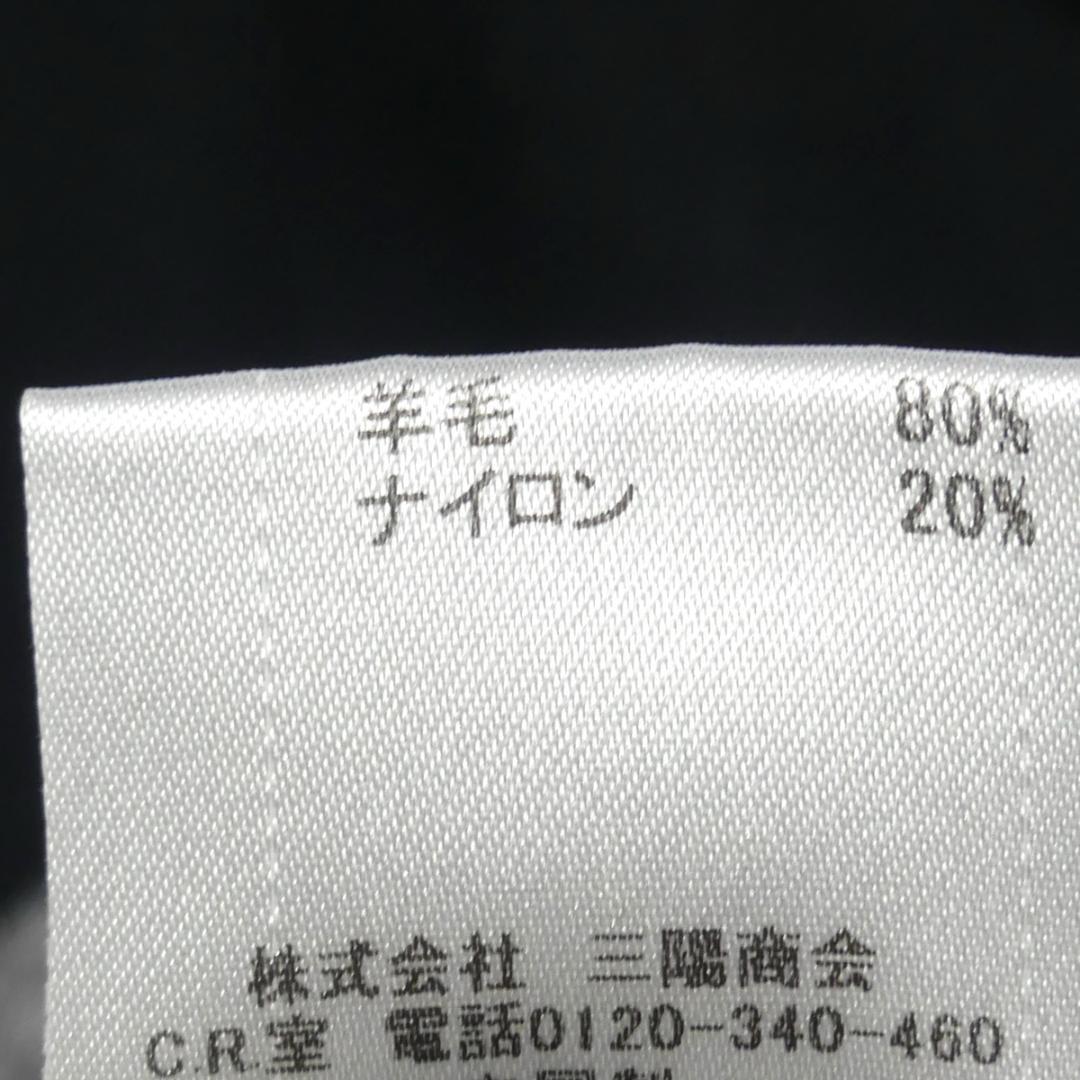 羊毛 80%
ナイロン 20%
株式会社 三陽商会
C.R.室 電話0120-340-460